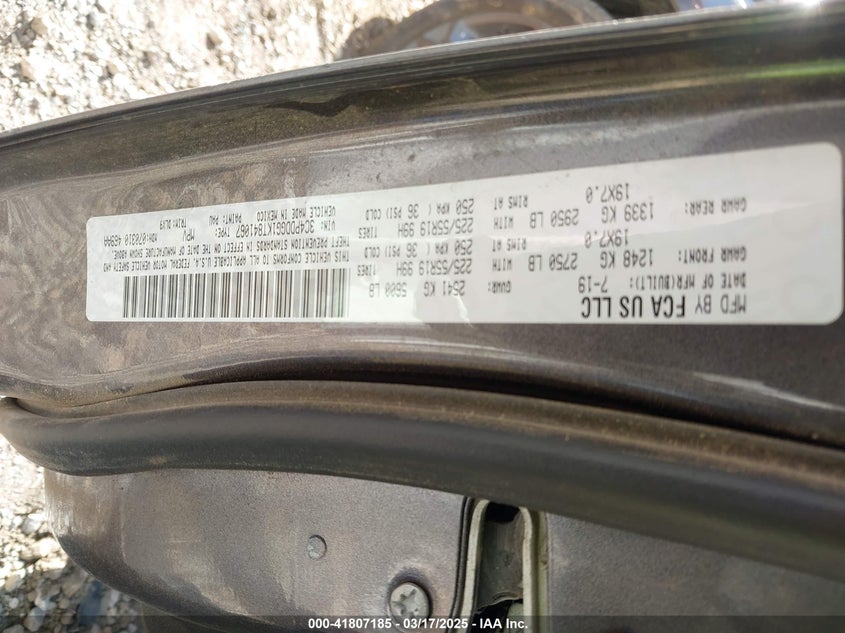 MFD BY FCA US LLC
DATE OF MFR(BUILT): 7-19
GVWR: 2541 KG 5600 LB
GAWR FRONT: 1248 KG 2750 LB WITH 225/55R19 99H TIRES
19X7.0 RIMS AT 250 KPA ( 36 PSI) COLD
GAWR REAR: 1339 KG 2950 LB WITH 225/55R19 99H TIRES
19X7.0 RIMS AT 250 KPA ( 36 PSI) COLD
THIS VEHICLE CONFORMS TO ALL APPLICABLE U.S.A. FEDERAL MOTOR VEHICLE SAFETY AND
THEFT PREVENTION STANDARDS IN EFFECT ON THE DATE OF MANUFACTURE SHOWN ABOVE.
VIN: 3C4PDDGG1KT841067 TYPE: MPV MDH:070310 469AA
VEHICLE MADE IN MEXICO PAINT: PAU TRIM: DLX9
000-41807185 — 03/17/2025 — IAA Inc.